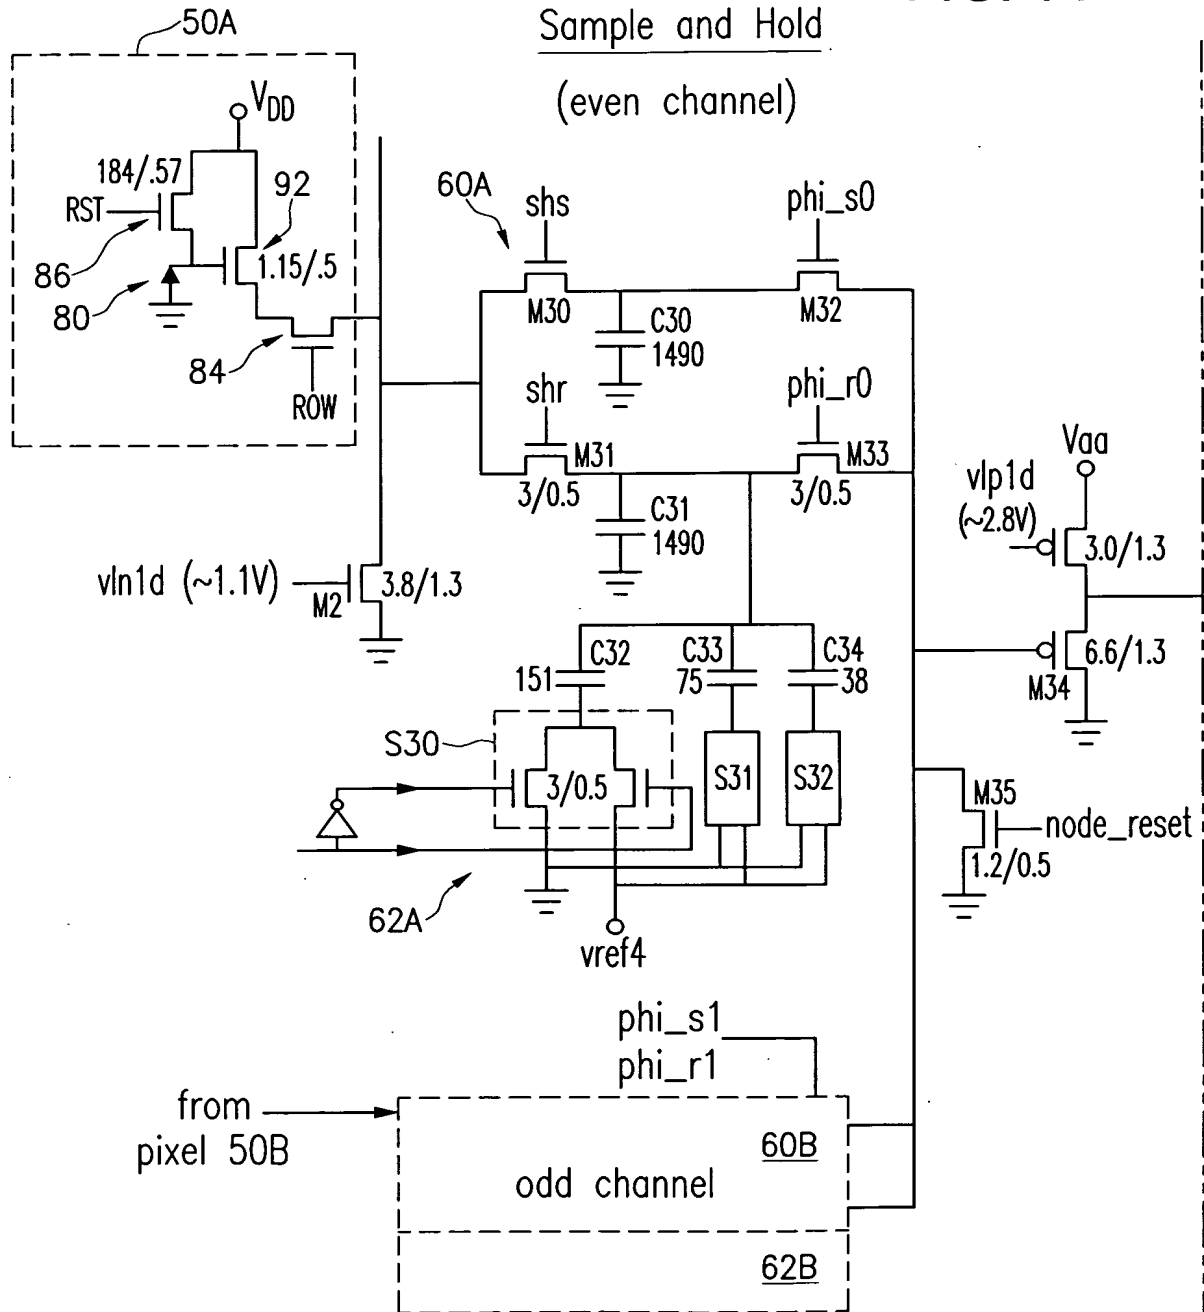 50A
Sample and Hold
(even channel)
VDD
184/.57
RST
92
86
1.15/.5
80
84
ROW
60A
shs
phi_s0
M30
M32
C30
1490
shr
phi_r0
M31
M33
3/0.5
3/0.5
C31
1490
Vaa
vlp1d
(~2.8V)
3.0/1.3
vln1d (~1.1V)
M2
3.8/1.3
C32
151
C33
75
C34
38
6.6/1.3
M34
S30
3/0.5
S31
S32
M35
node_reset
1.2/0.5
62A
vref4
phi_s1
phi_r1
from
pixel 50B
60B
odd channel
62B